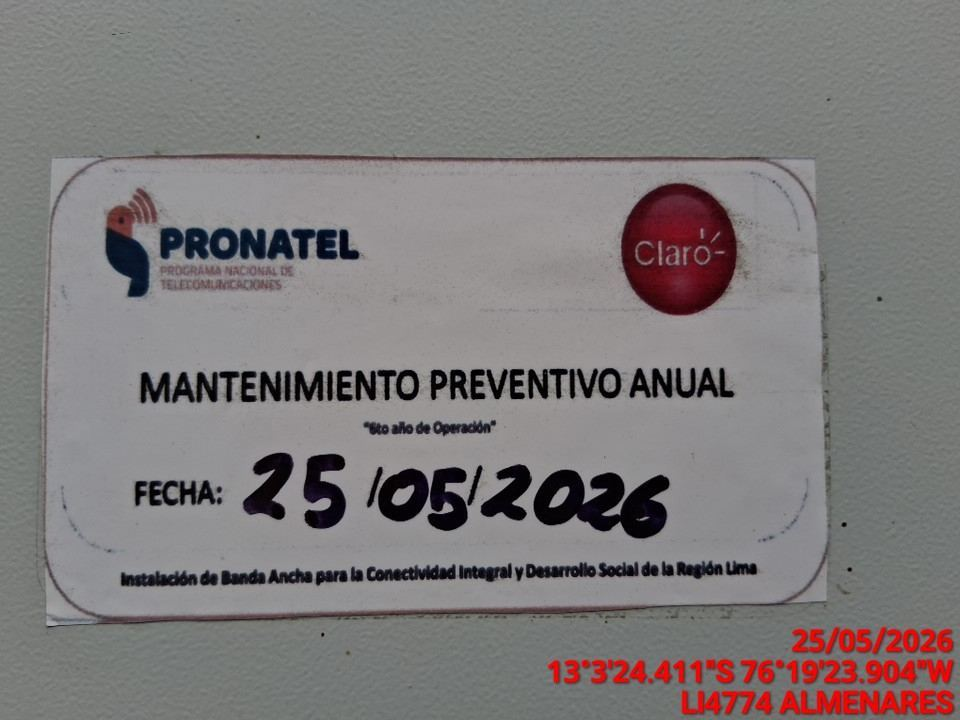 PRONATEL
PROGRAMA NACIONAL DE
TELECOMUNICACIONES
Claro
MANTENIMIENTO PREVENTIVO ANUAL
"6to año de Operación"
FECHA: 25/05/2026
Instalación de Banda Ancha para la Conectividad Integral y Desarrollo Social de la Región Lima
25/05/2026
13°3'24.411"S 76°19'23.904"W
LI4774 ALMENARES